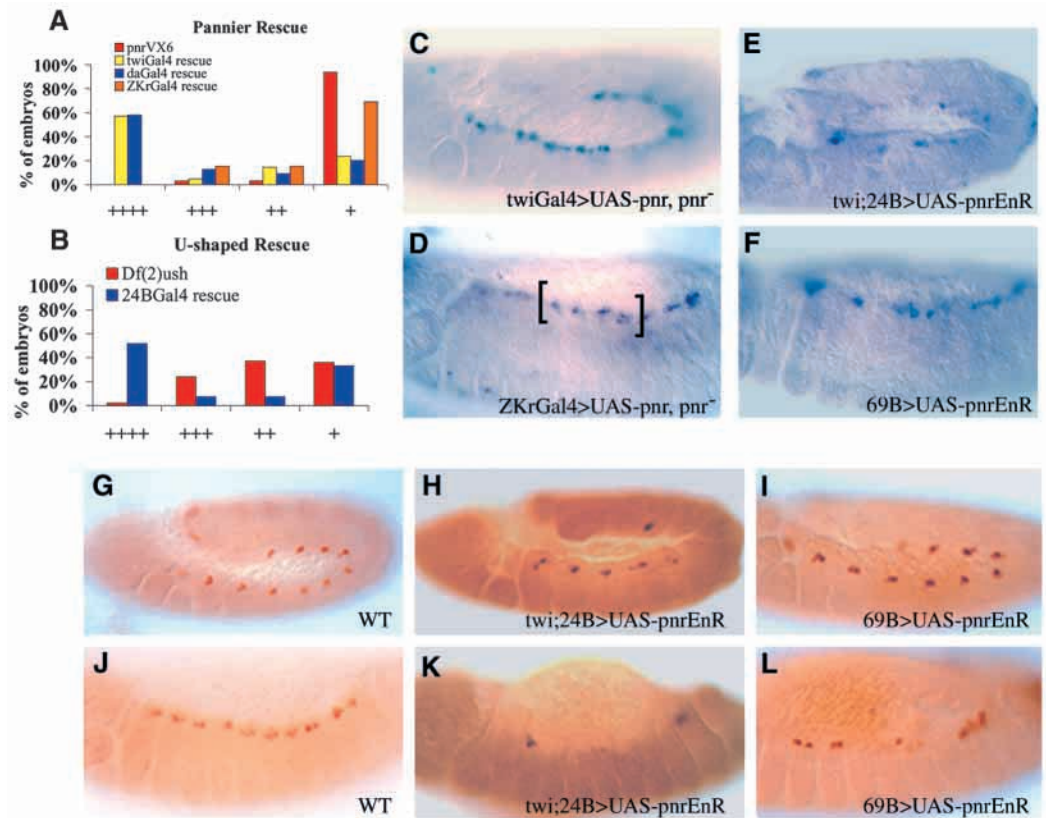 A
Pannier Rescue
pnrVX6
twiGal4 rescue
daGal4 rescue
ZKrGal4 rescue
% of embryos
100%
80%
60%
40%
20%
0%
++++
+++
++
+
B
U-shaped Rescue
Df(2)ush
24BGal4 rescue
% of embryos
100%
80%
60%
40%
20%
0%
++++
+++
++
+
C
twiGal4>UAS-pnr, pnr⁻
E
twi;24B>UAS-pnrEnR
D
[ ]
ZKrGal4>UAS-pnr, pnr⁻
F
69B>UAS-pnrEnR
G
WT
H
twi;24B>UAS-pnrEnR
I
69B>UAS-pnrEnR
J
WT
K
twi;24B>UAS-pnrEnR
L
69B>UAS-pnrEnR